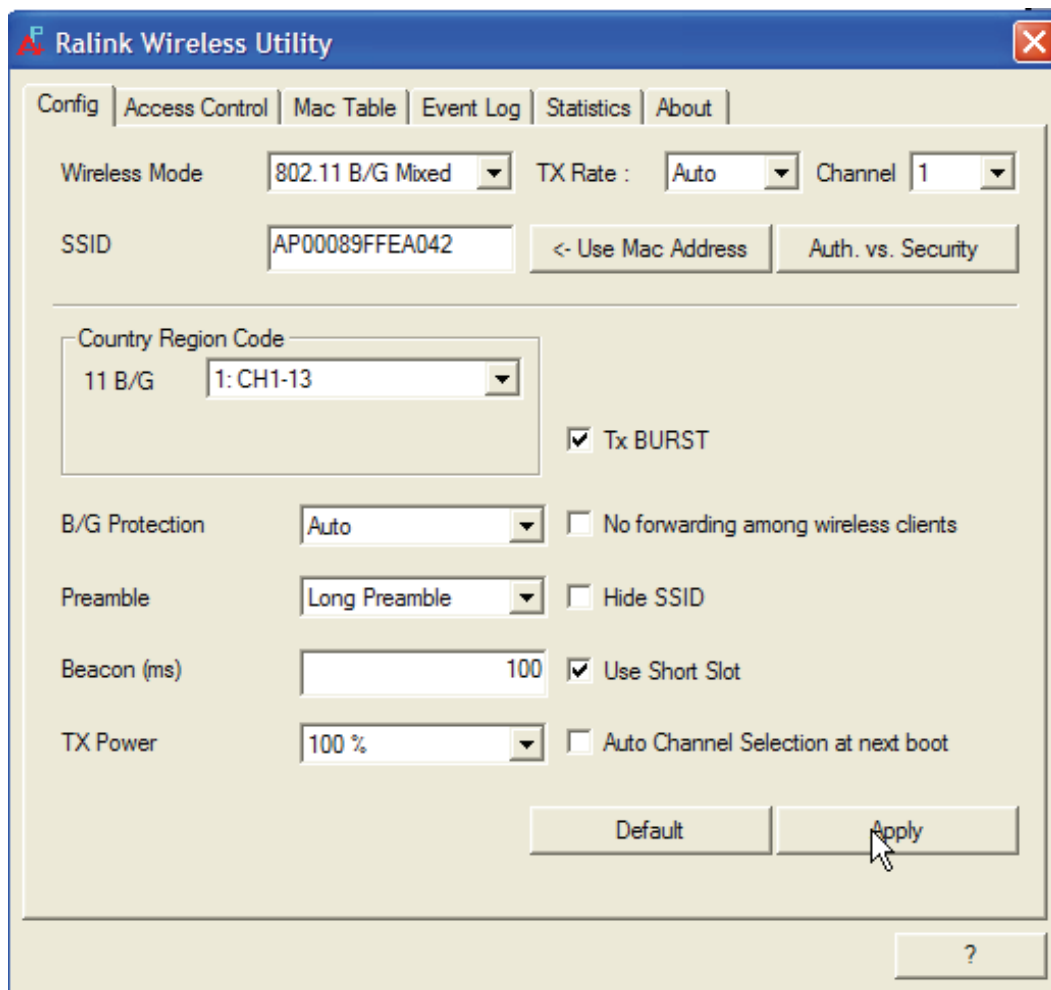 Ralink Wireless Utility
Config Access Control Mac Table Event Log Statistics About
Wireless Mode 802.11 B/G Mixed TX Rate : Auto Channel 1
SSID AP00089FFEA042 <- Use Mac Address Auth. vs. Security
Country Region Code
11 B/G 1: CH1-13
Tx BURST
B/G Protection Auto No forwarding among wireless clients
Preamble Long Preamble Hide SSID
Beacon (ms) 100 Use Short Slot
TX Power 100 % Auto Channel Selection at next boot
Default Apply
?